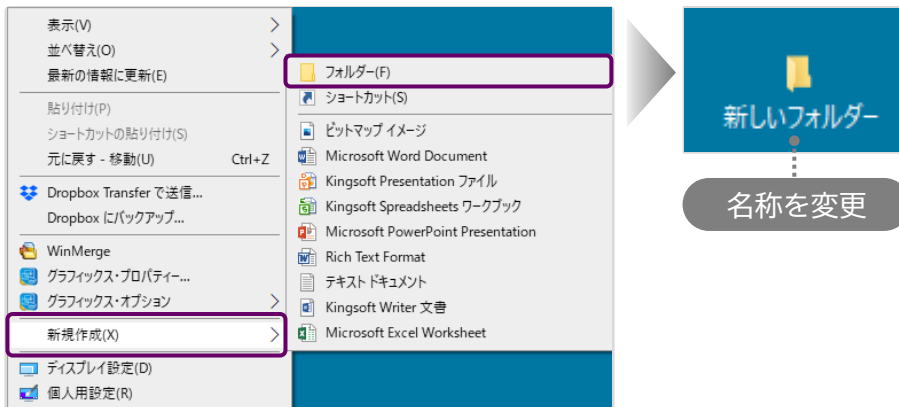 表示(V)
並べ替え(O)
最新の情報に更新(E)
貼り付け(P)
ショートカットの貼り付け(S)
元に戻す - 移動(U) Ctrl+Z
Dropbox Transfer で送信...
Dropbox にバックアップ...
WinMerge
グラフィックス・プロパティー...
グラフィックス・オプション
新規作成(X)
ディスプレイ設定(D)
個人用設定(R)
フォルダー(F)
ショートカット(S)
ビットマップ イメージ
Microsoft Word Document
Kingsoft Presentation ファイル
Kingsoft Spreadsheets ワークブック
Microsoft PowerPoint Presentation
Rich Text Format
テキスト ドキュメント
Kingsoft Writer 文書
Microsoft Excel Worksheet
新しいフォルダー
名称を変更